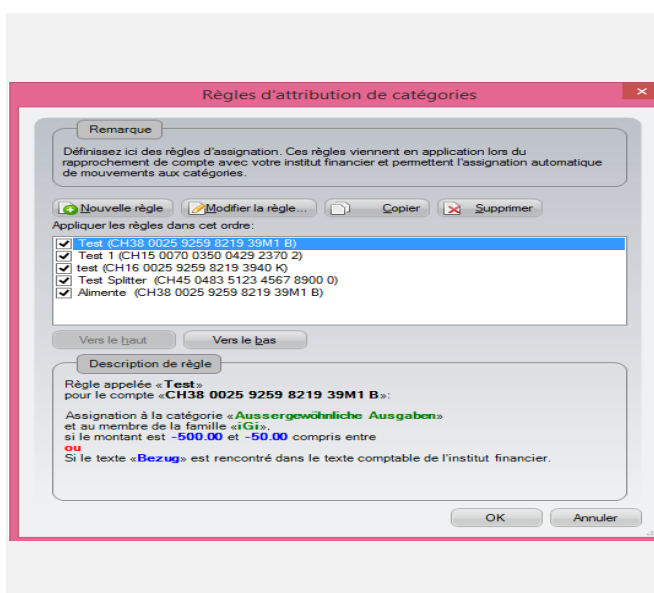 Règles d'attribution de catégories
Remarque
Définissez ici des règles d'assignation. Ces règles viennent en application lors du
rapprochement de compte avec votre institut financier et permettent l'assignation automatique
de mouvements aux catégories.
Nouvelle règle Modifier la règle... Copier Supprimer
Appliquer les règles dans cet ordre:
Test (CH38 0025 9259 8219 39M1 B)
Test 1 (CH15 0070 0350 0429 2370 2)
test (CH16 0025 9259 8219 3940 K)
Test Splitter (CH45 0483 5123 4567 8900 0)
Alimente (CH38 0025 9259 8219 39M1 B)
Vers le haut Vers le bas
Description de règle
Règle appelée «Test»
pour le compte «CH38 0025 9259 8219 39M1 B»:
Assignation à la catégorie «Aussergewöhnliche Ausgaben»
et au membre de la famille «iGi»,
si le montant est -500.00 et -50.00 compris entre
ou
Si le texte «Bezug» est rencontré dans le texte comptable de l'institut financier.
OK Annuler